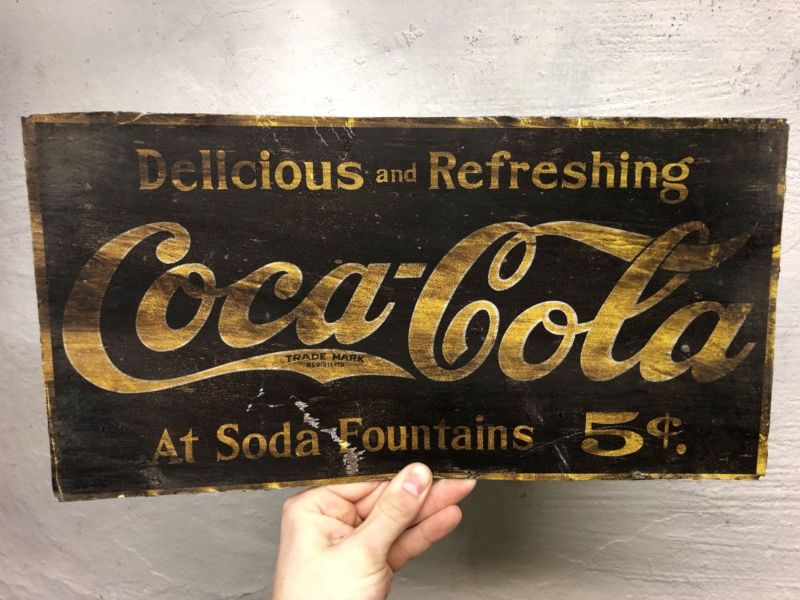 Delicious and Refreshing
Coca-Cola
TRADE MARK
REGISTERED
At Soda Fountains 5¢.